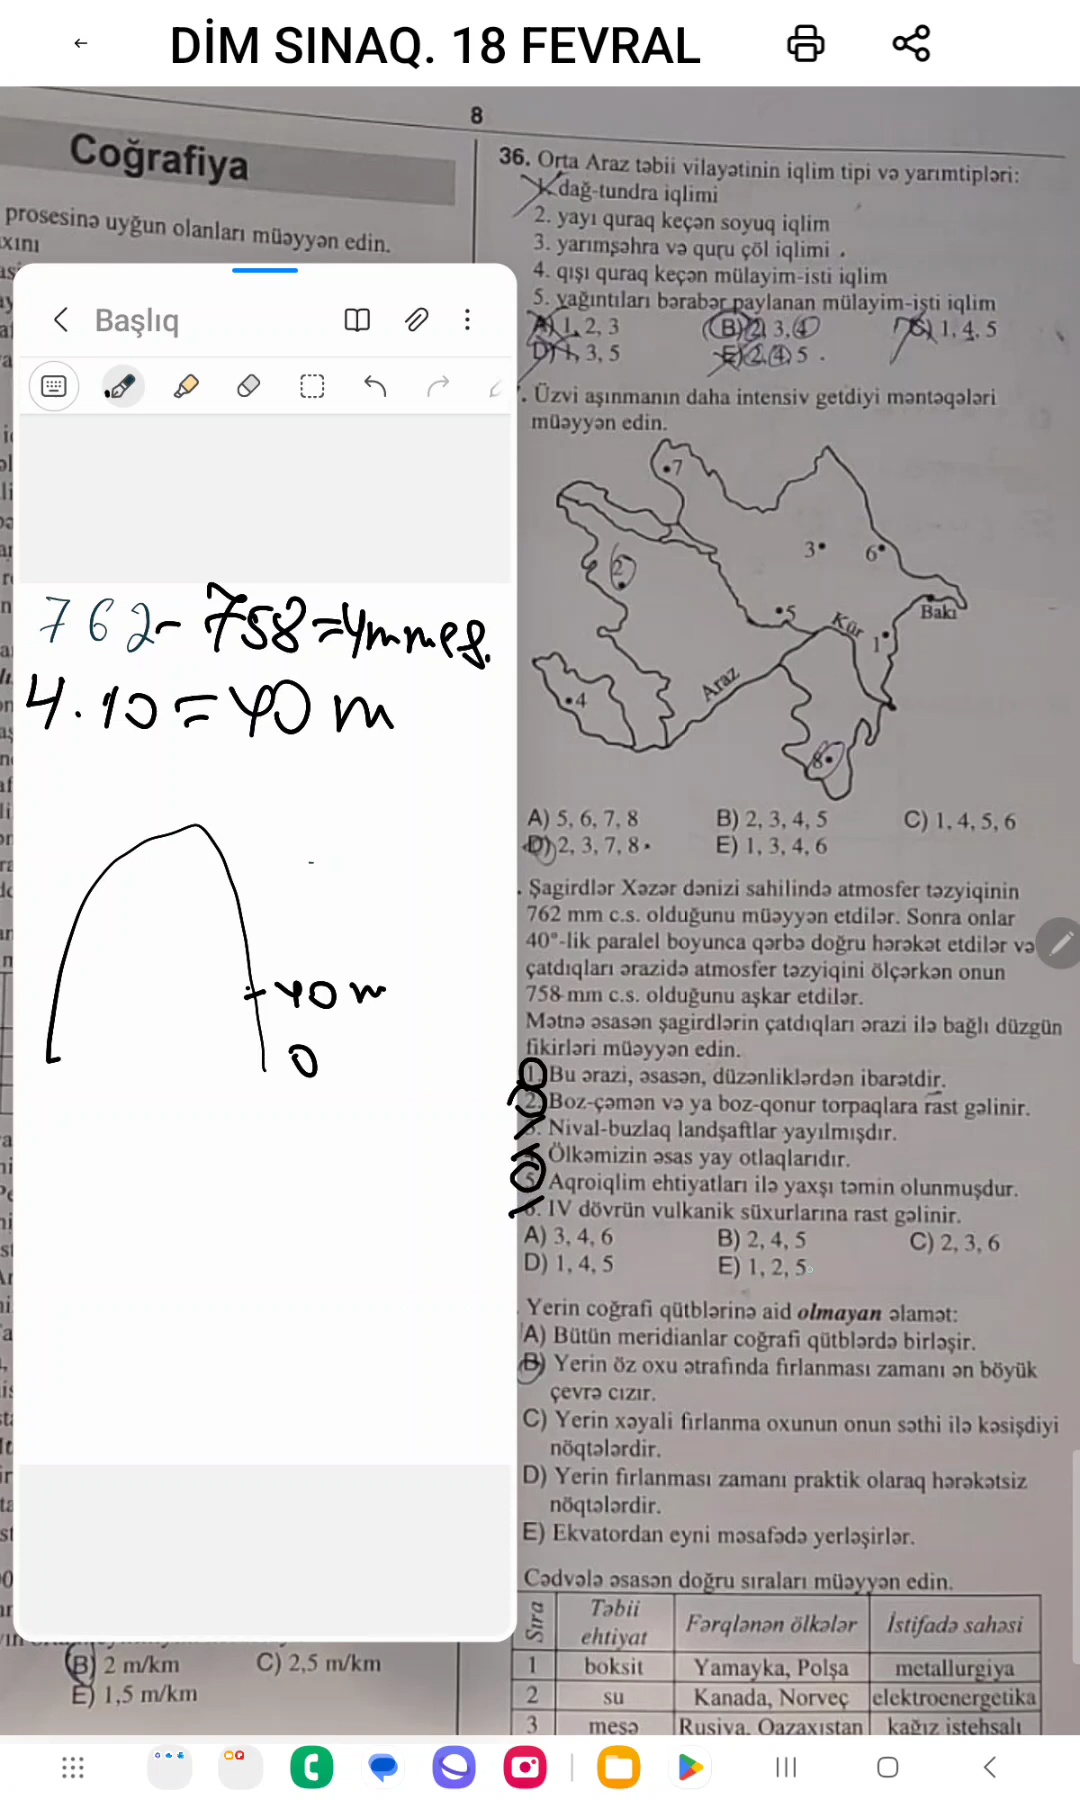 DİM SINAQ. 18 FEVRAL
8
Coğrafiya
prosesinə uyğun olanları müəyyən edin.
xını
Başlıq
762-758=4mmcs.
4.10=40 m
40 m
0
B) 2 m/km
C) 2,5 m/km
E) 1,5 m/km
36. Orta Araz təbii vilayətinin iqlim tipi və yarımtipləri:
1. dağ-tundra iqlimi
2. yayı quraq keçən soyuq iqlim
3. yarımsəhra və quru çöl iqlimi
4. qışı quraq keçən mülayim-isti iqlim
5. yağıntıları bərabər paylanan mülayim-isti iqlim
A) 1, 2, 3
B) 2, 3, 4
C) 1, 4, 5
D) 1, 3, 5
E) 2, 4, 5
. Üzvi aşınmanın daha intensiv getdiyi məntəqələri
müəyyən edin.
7
3
6
2
5
Kür
Bakı
1
Araz
4
8
A) 5, 6, 7, 8
B) 2, 3, 4, 5
C) 1, 4, 5, 6
D) 2, 3, 7, 8
E) 1, 3, 4, 6
. Şagirdlər Xəzər dənizi sahilində atmosfer təzyiqinin
762 mm c.s. olduğunu müəyyən etdilər. Sonra onlar
40°-lik paralel boyunca qərbə doğru hərəkət etdilər və
çatdıqları ərazidə atmosfer təzyiqini ölçərkən onun
758 mm c.s. olduğunu aşkar etdilər.
Mətnə əsasən şagirdlərin çatdıqları ərazi ilə bağlı düzgün
fikirləri müəyyən edin.
1. Bu ərazi, əsasən, düzənliklərdən ibarətdir.
2. Boz-çəmən və ya boz-qonur torpaqlara rast gəlinir.
3. Nival-buzlaq landşaftlar yayılmışdır.
4. Ölkəmizin əsas yay otlaqlarıdır.
5. Aqroiqlim ehtiyatları ilə yaxşı təmin olunmuşdur.
6. IV dövrün vulkanik süxurlarına rast gəlinir.
A) 3, 4, 6
B) 2, 4, 5
C) 2, 3, 6
D) 1, 4, 5
E) 1, 2, 5
Yerin coğrafi qütblərinə aid olmayan əlamət:
A) Bütün meridianlar coğrafi qütblərdə birləşir.
B) Yerin öz oxu ətrafında fırlanması zamanı ən böyük
çevrə cızır.
C) Yerin xəyali fırlanma oxunun onun səthi ilə kəsişdiyi
nöqtələrdir.
D) Yerin fırlanması zamanı praktik olaraq hərəkətsiz
nöqtələrdir.
E) Ekvatordan eyni məsafədə yerləşirlər.
Cədvələ əsasən doğru sıraları müəyyən edin.
Sıra Təbii ehtiyat Fərqlənən ölkələr İstifadə sahəsi
1 boksit Yamayka, Polşa metallurgiya
2 su Kanada, Norveç elektroenergetika
3 meşə Rusiya, Qazaxıstan kağız istehsalı